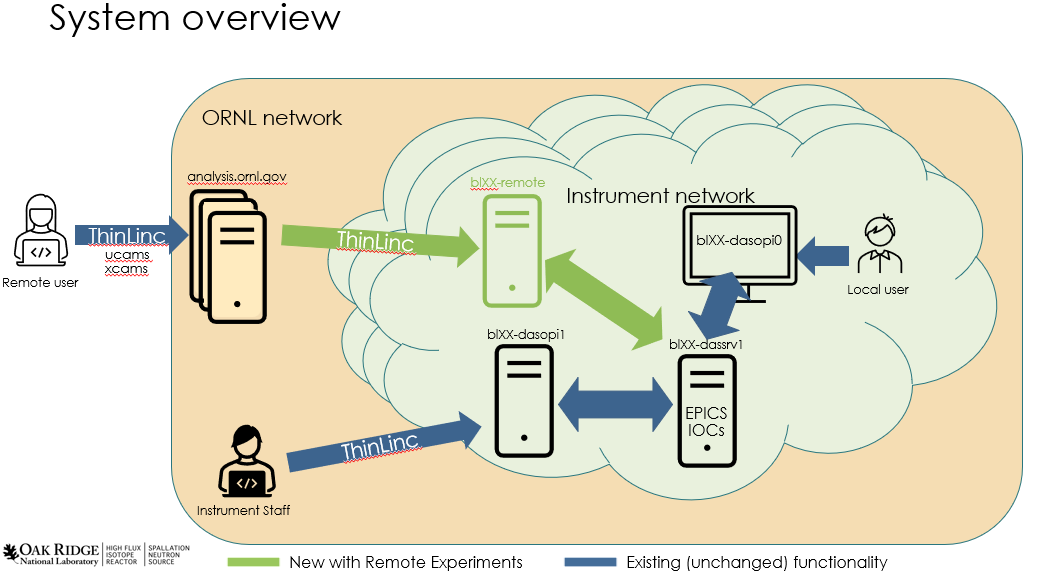 System overview
ORNL network
analysis.ornl.gov
blXX-remote
Instrument network
ThinLinc
ucams
xcams
ThinLinc
blXX-dasopi0
Remote user
Local user
blXX-dasopi1
blXX-dassrv1
EPICS
IOCs
ThinLinc
Instrument Staff
OAK RIDGE
National Laboratory
HIGH FLUX
ISOTOPE
REACTOR
SPALLATION
NEUTRON
SOURCE
New with Remote Experiments
Existing (unchanged) functionality